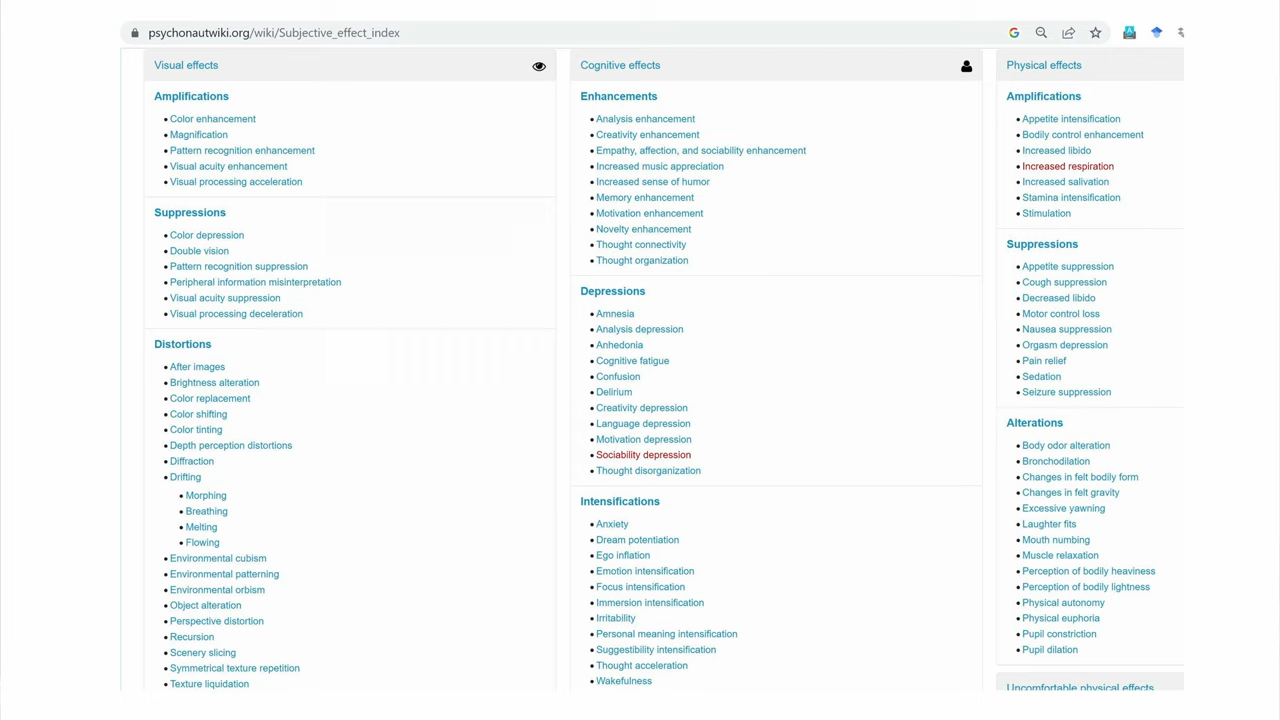 psychonautwiki.org/wiki/Subjective_effect_index
Visual effects
Amplifications
Color enhancement
Magnification
Pattern recognition enhancement
Visual acuity enhancement
Visual processing acceleration
Suppressions
Color depression
Double vision
Pattern recognition suppression
Peripheral information misinterpretation
Visual acuity suppression
Visual processing deceleration
Distortions
After images
Brightness alteration
Color replacement
Color shifting
Color tinting
Depth perception distortions
Diffraction
Drifting
Morphing
Breathing
Melting
Flowing
Environmental cubism
Environmental patterning
Environmental orbism
Object alteration
Perspective distortion
Recursion
Scenery slicing
Symmetrical texture repetition
Texture liquidation
Cognitive effects
Enhancements
Analysis enhancement
Creativity enhancement
Empathy, affection, and sociability enhancement
Increased music appreciation
Increased sense of humor
Memory enhancement
Motivation enhancement
Novelty enhancement
Thought connectivity
Thought organization
Depressions
Amnesia
Analysis depression
Anhedonia
Cognitive fatigue
Confusion
Delirium
Creativity depression
Language depression
Motivation depression
Sociability depression
Thought disorganization
Intensifications
Anxiety
Dream potentiation
Ego inflation
Emotion intensification
Focus intensification
Immersion intensification
Irritability
Personal meaning intensification
Suggestibility intensification
Thought acceleration
Wakefulness
Physical effects
Amplifications
Appetite intensification
Bodily control enhancement
Increased libido
Increased respiration
Increased salivation
Stamina intensification
Stimulation
Suppressions
Appetite suppression
Cough suppression
Decreased libido
Motor control loss
Nausea suppression
Orgasm depression
Pain relief
Sedation
Seizure suppression
Alterations
Body odor alteration
Bronchodilation
Changes in felt bodily form
Changes in felt gravity
Excessive yawning
Laughter fits
Mouth numbing
Muscle relaxation
Perception of bodily heaviness
Perception of bodily lightness
Physical autonomy
Physical euphoria
Pupil constriction
Pupil dilation
Uncomfortable physical effects